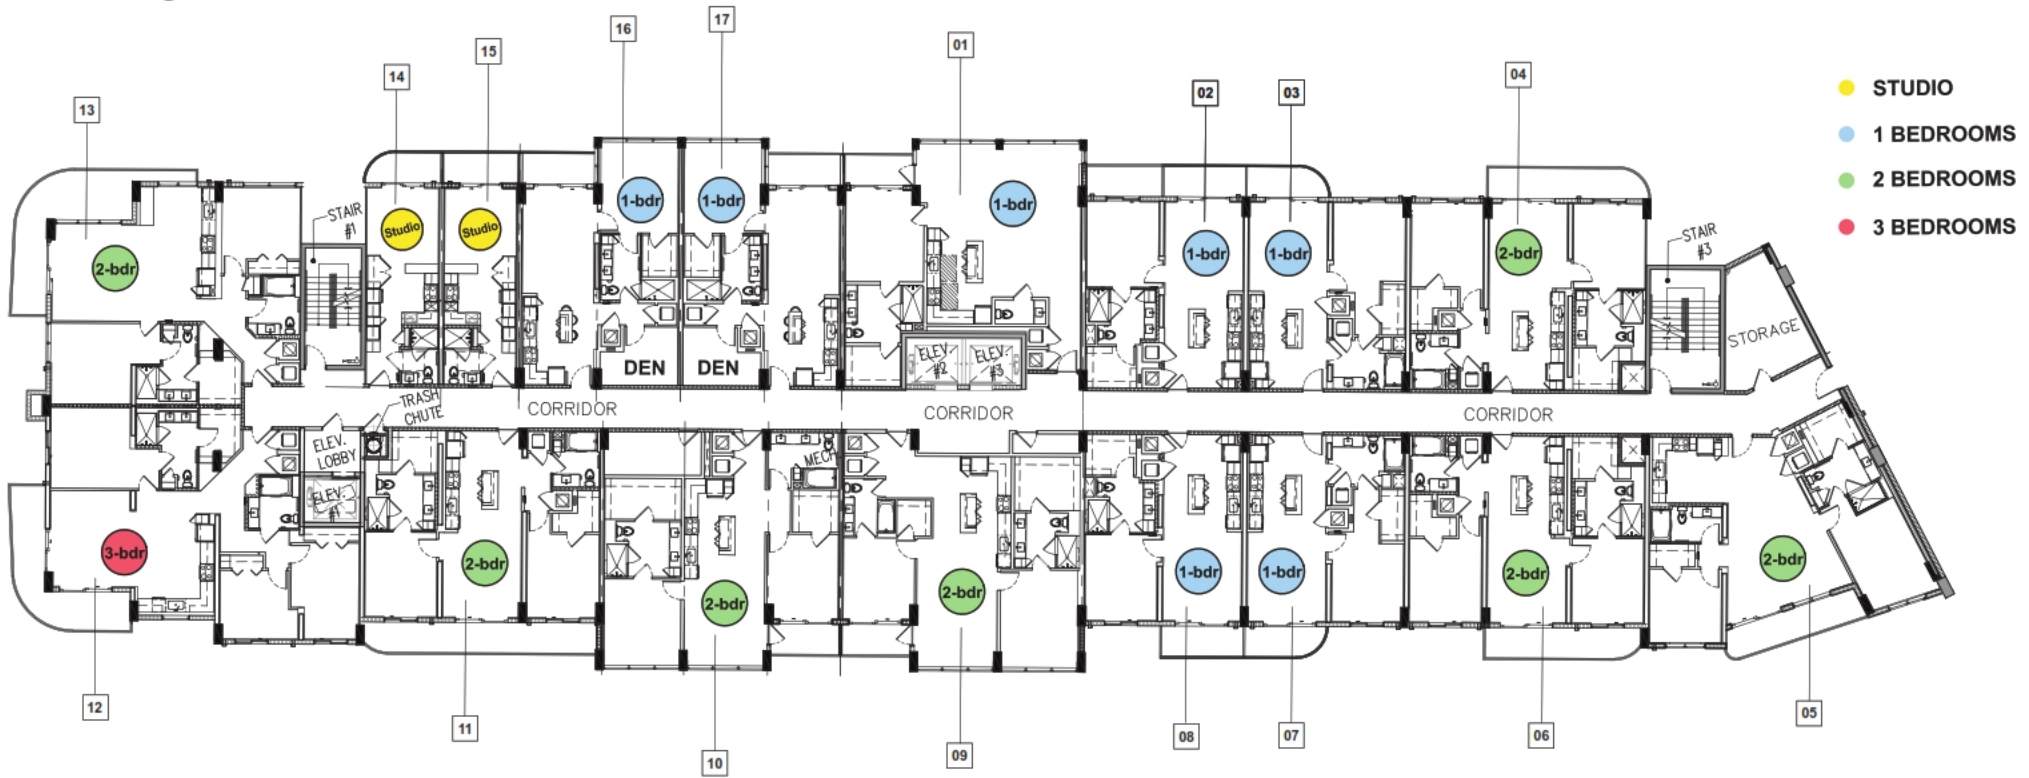 17
16
01
15
14
04
02
03
13
STUDIO
1 BEDROOMS
2 BEDROOMS
3 BEDROOMS
1-bdr
1-bdr
1-bdr
STAIR
#1
Studio
Studio
STAIR
#3
2-bdr
1-bdr
1-bdr
2-bdr
STORAGE
ELEV.
#2
ELEV.
#3
DEN
DEN
TRASH
CHUTE
CORRIDOR
CORRIDOR
CORRIDOR
ELEV.
LOBBY
MECH
ELEV.
#1
3-bdr
2-bdr
2-bdr
2-bdr
1-bdr
1-bdr
2-bdr
2-bdr
12
11
10
09
08
07
06
05